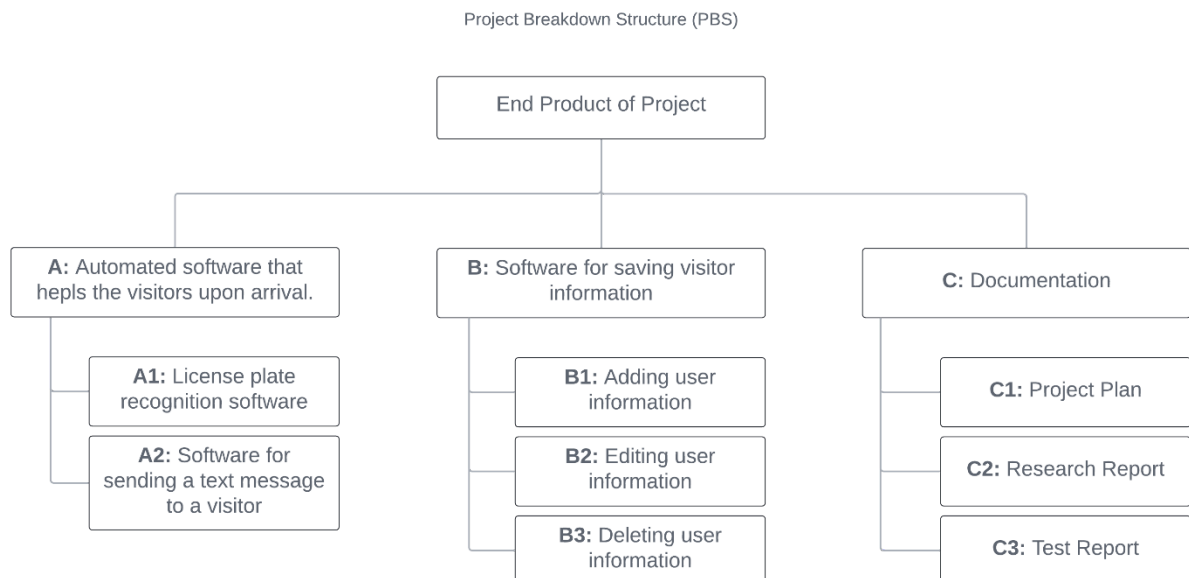 Project Breakdown Structure (PBS)
End Product of Project
A: Automated software that
hepls the visitors upon arrival.
A1: License plate
recognition software
A2: Software for
sending a text message
to a visitor
B: Software for saving visitor
information
B1: Adding user
information
B2: Editing user
information
B3: Deleting user
information
C: Documentation
C1: Project Plan
C2: Research Report
C3: Test Report